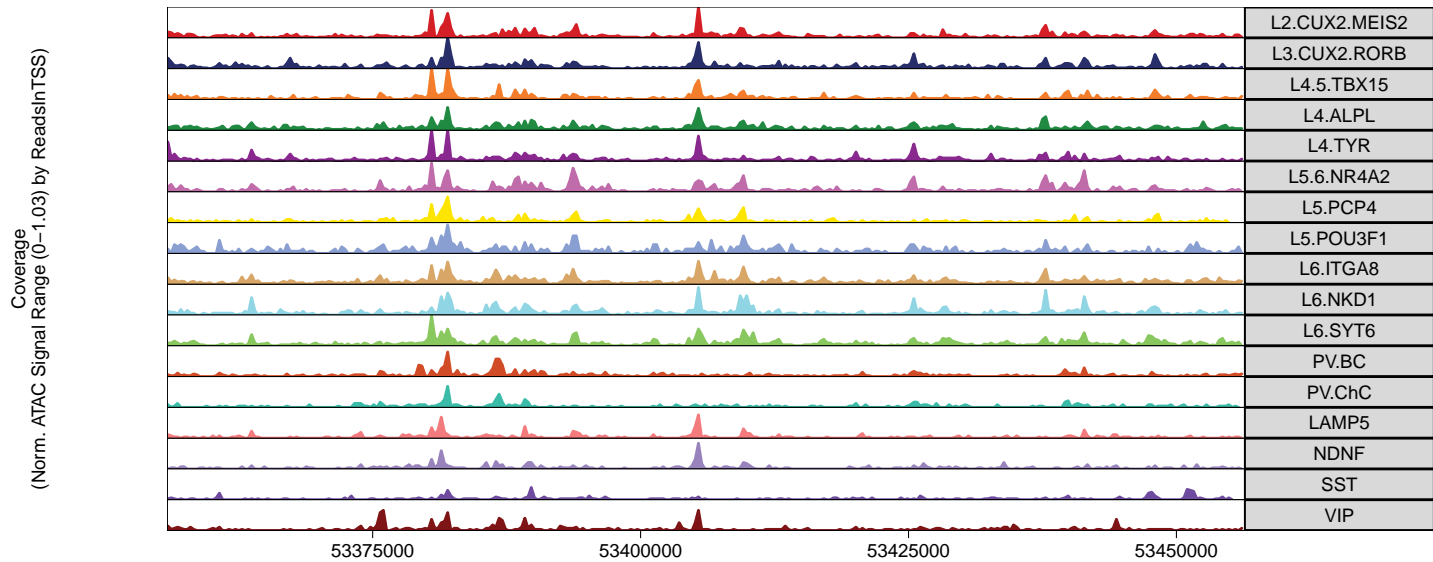 Coverage
(Norm. ATAC Signal Range (0−1.03) by ReadsInTSS)
L2.CUX2.MEIS2
L3.CUX2.RORB
L4.5.TBX15
L4.ALPL
L4.TYR
L5.6.NR4A2
L5.PCP4
L5.POU3F1
L6.ITGA8
L6.NKD1
L6.SYT6
PV.BC
PV.ChC
LAMP5
NDNF
SST
VIP
53375000
53400000
53425000
53450000